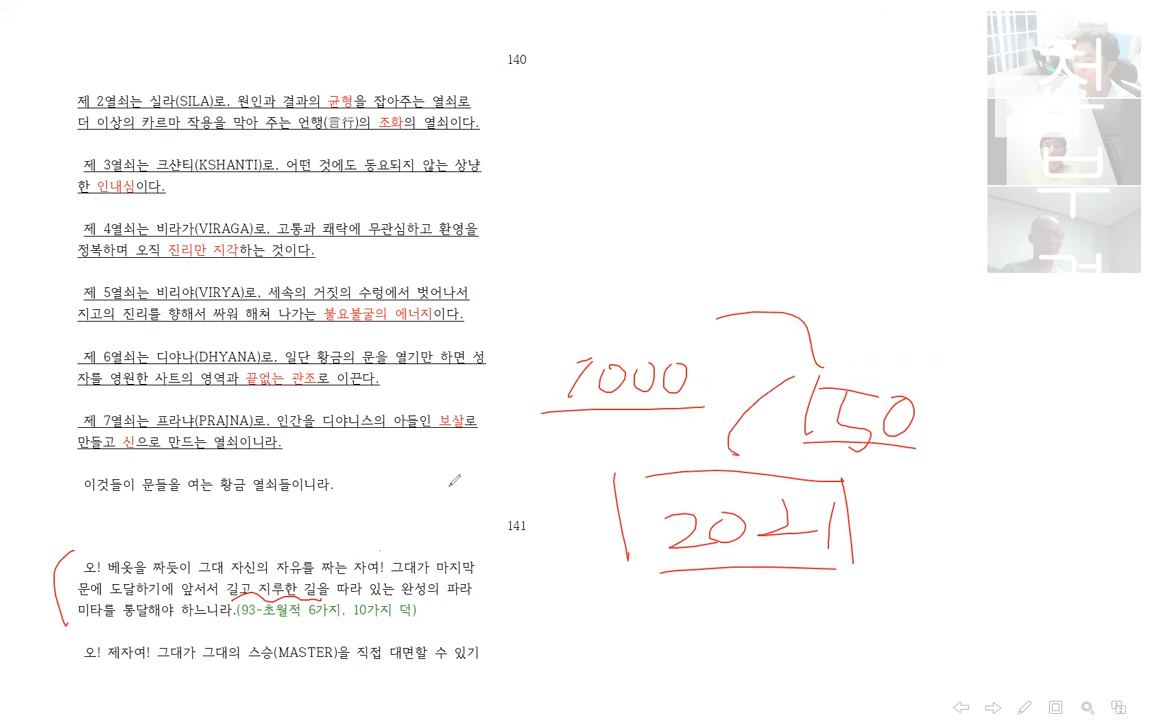 140
제 2열쇠는 실라(SILA)로, 원인과 결과의 균형을 잡아주는 열쇠로
더 이상의 카르마 작용을 막아 주는 언행(言行)의 조화의 열쇠이다.
제 3열쇠는 크샨티(KSHANTI)로, 어떤 것에도 동요되지 않는 상냥
한 인내심이다.
제 4열쇠는 비라가(VIRAGA)로, 고통과 쾌락에 무관심하고 환영을
정복하며 오직 진리만 지각하는 것이다.
제 5열쇠는 비리야(VIRYA)로, 세속의 거짓의 수렁에서 벗어나서
지고의 진리를 향해서 싸워 해쳐 나가는 불요불굴의 에너지이다.
제 6열쇠는 디야나(DHYANA)로, 일단 황금의 문을 열기만 하면 성
자를 영원한 사트의 영역과 끝없는 관조로 이끈다.
제 7열쇠는 프라냐(PRAJNA)로, 인간을 디야니스의 아들인 보살로
만들고 신으로 만드는 열쇠이니라.
이것들이 문들을 여는 황금 열쇠들이니라.
141
오! 베옷을 짜듯이 그대 자신의 자유를 짜는 자여! 그대가 마지막
문에 도달하기에 앞서서 길고 지루한 길을 따라 있는 완성의 파라
미타를 통달해야 하느니라.(93-초월적 6가지, 10가지 덕)
오! 제자여! 그대가 그대의 스승(MASTER)을 직접 대면할 수 있기
1000
150
2021